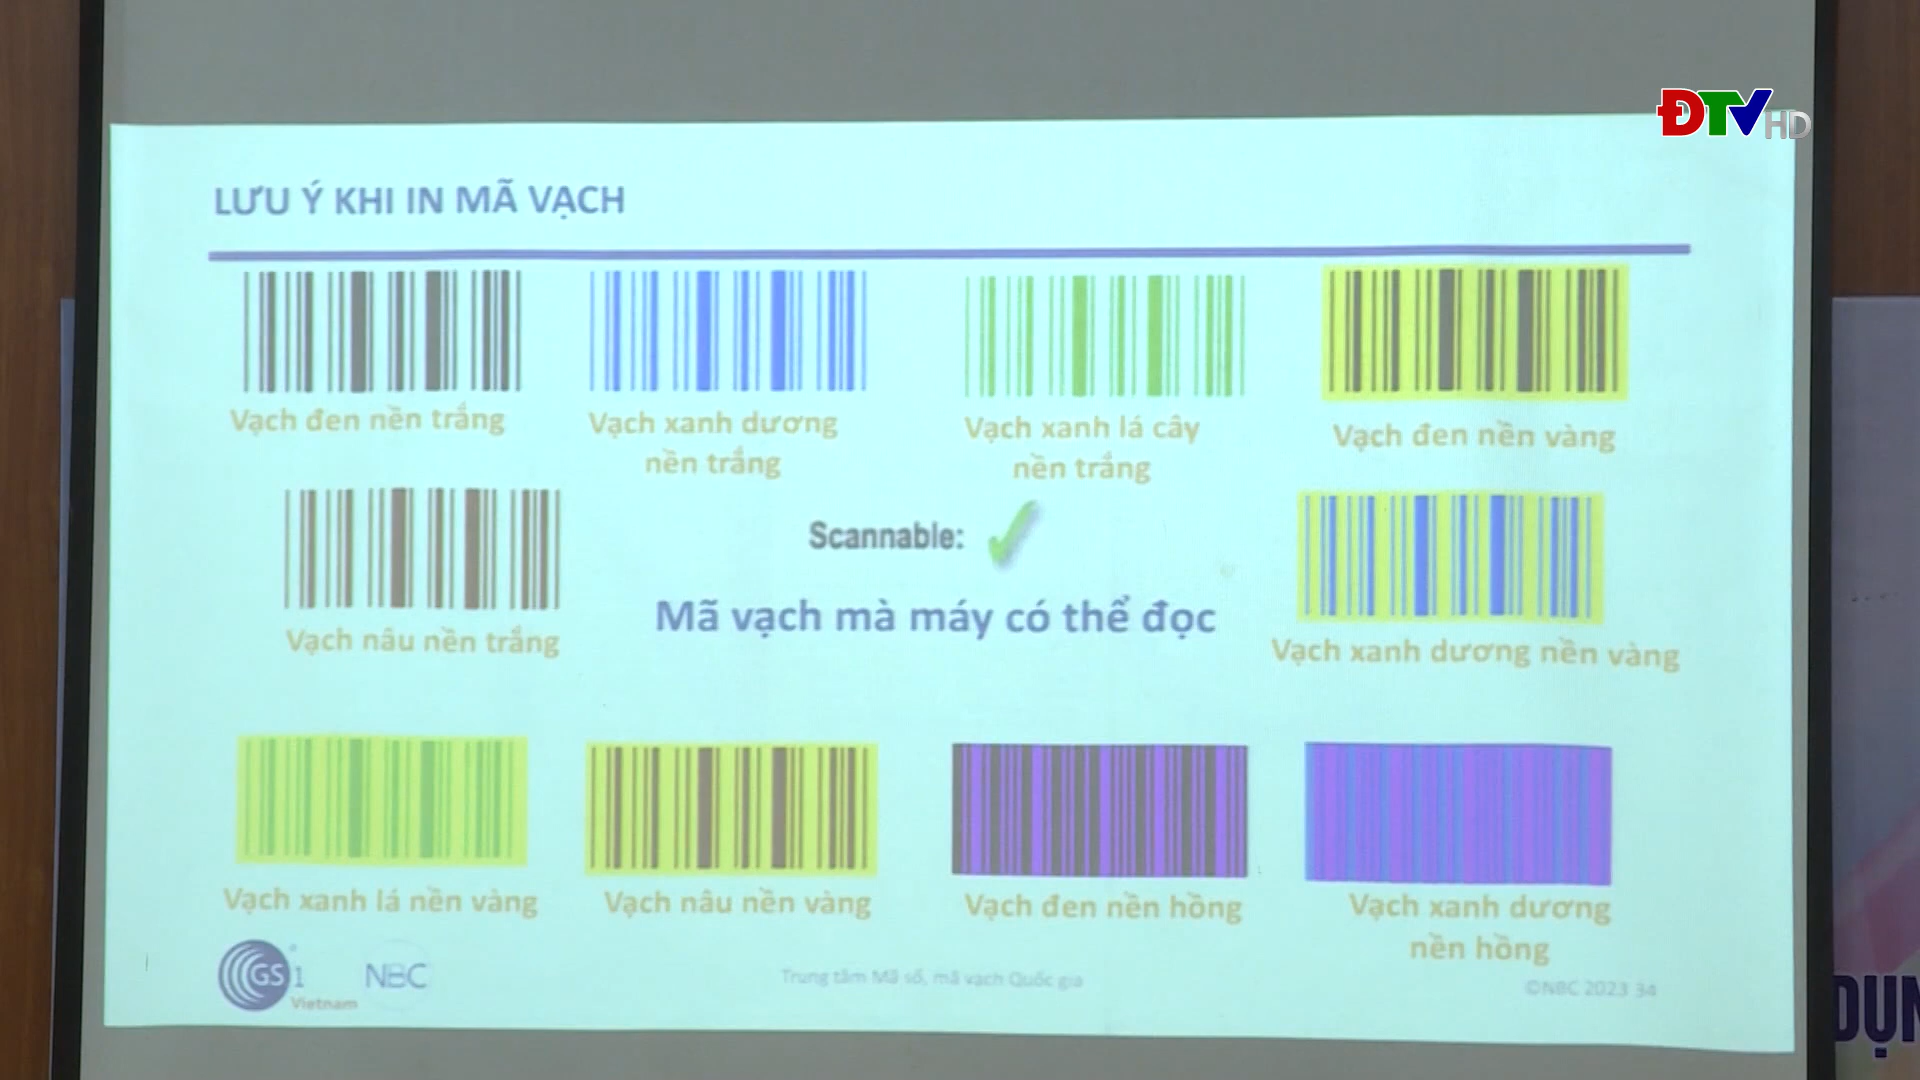 ĐTV HD
LƯU Ý KHI IN MÃ VẠCH
Vạch đen nền trắng
Vạch xanh dương
nền trắng
Vạch xanh lá cây
nền trắng
Vạch đen nền vàng
Scannable:
Mã vạch mà máy có thể đọc
Vạch nâu nền trắng
Vạch xanh dương nền vàng
Vạch xanh lá nền vàng
Vạch nâu nền vàng
Vạch đen nền hồng
Vạch xanh dương
nền hồng
GS1
Vietnam
NBC
Trung tâm Mã số, mã vạch Quốc gia
©NBC 2023 34
DỤN